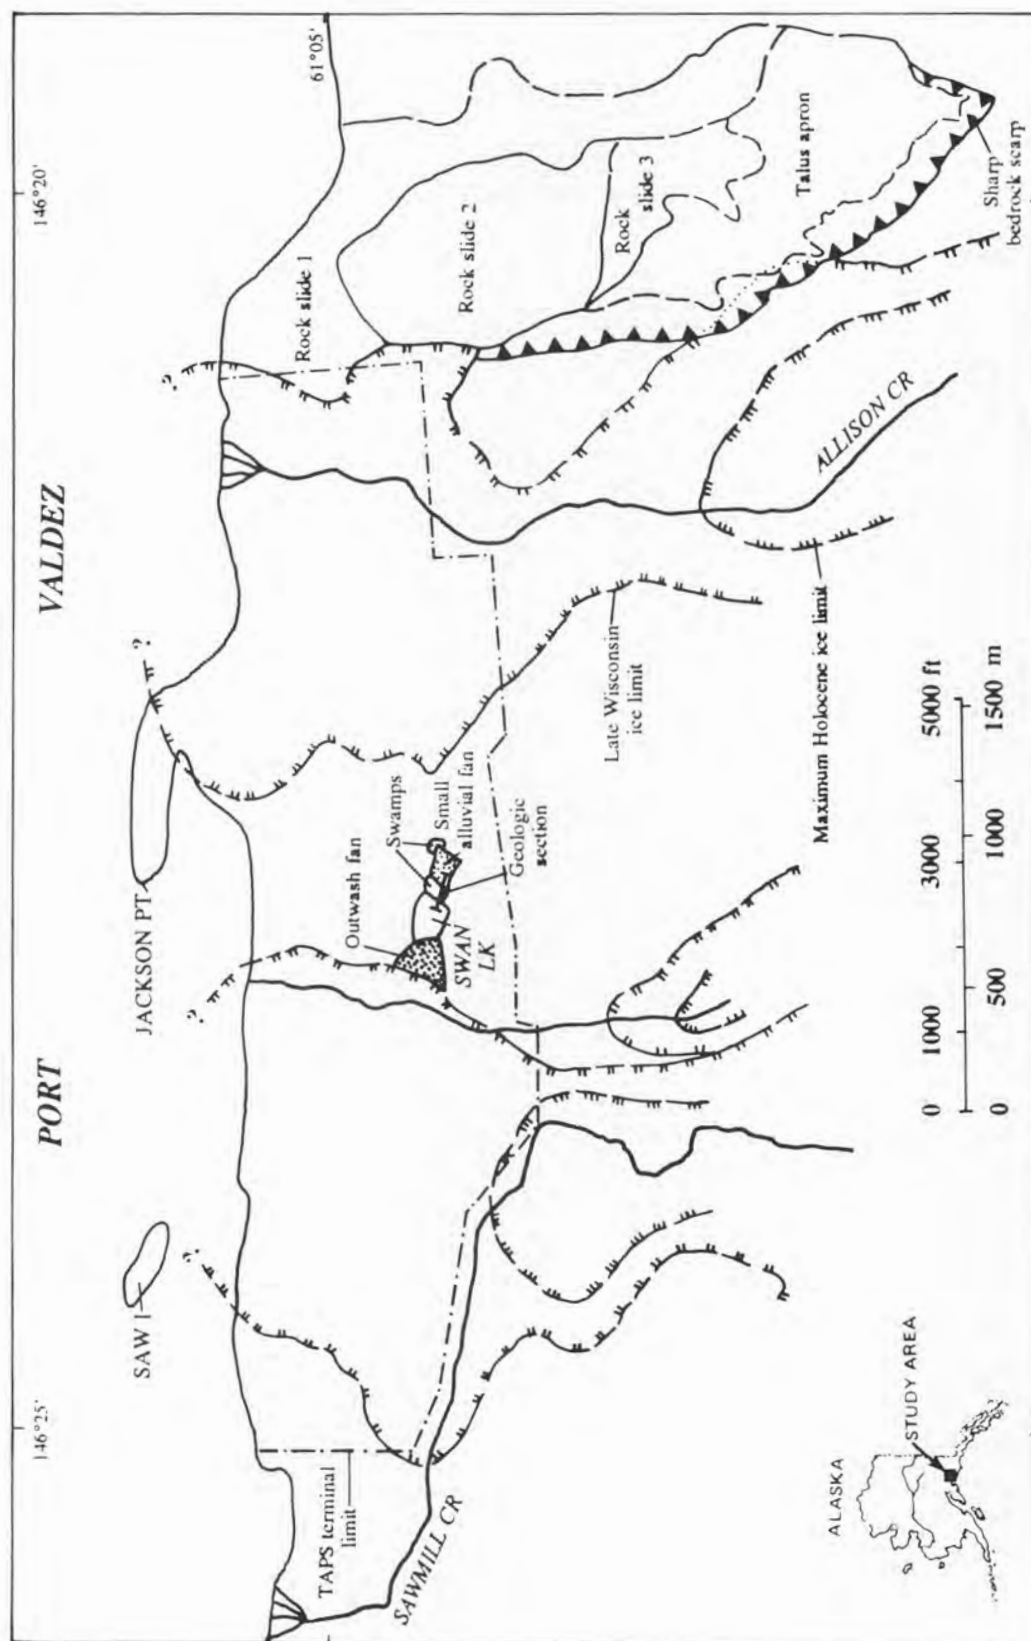 146°25'
146°20'
PORT
VALDEZ
SAW I
JACKSON PT
61°05'
?
?
?
?
TAPS terminal
limit
SAWMILL CR
Outwash fan
Swamps
Small
alluvial fan
Geologic
section
SWAN
LK
Late Wisconsin
ice limit
Maximum Holocene ice limit
ALLISON CR
Rock slide 1
Rock slide 2
Rock
slide 3
Talus apron
Sharp
bedrock scarp
ALASKA
STUDY AREA
0 1000 3000 5000 ft
0 500 1000 1500 m